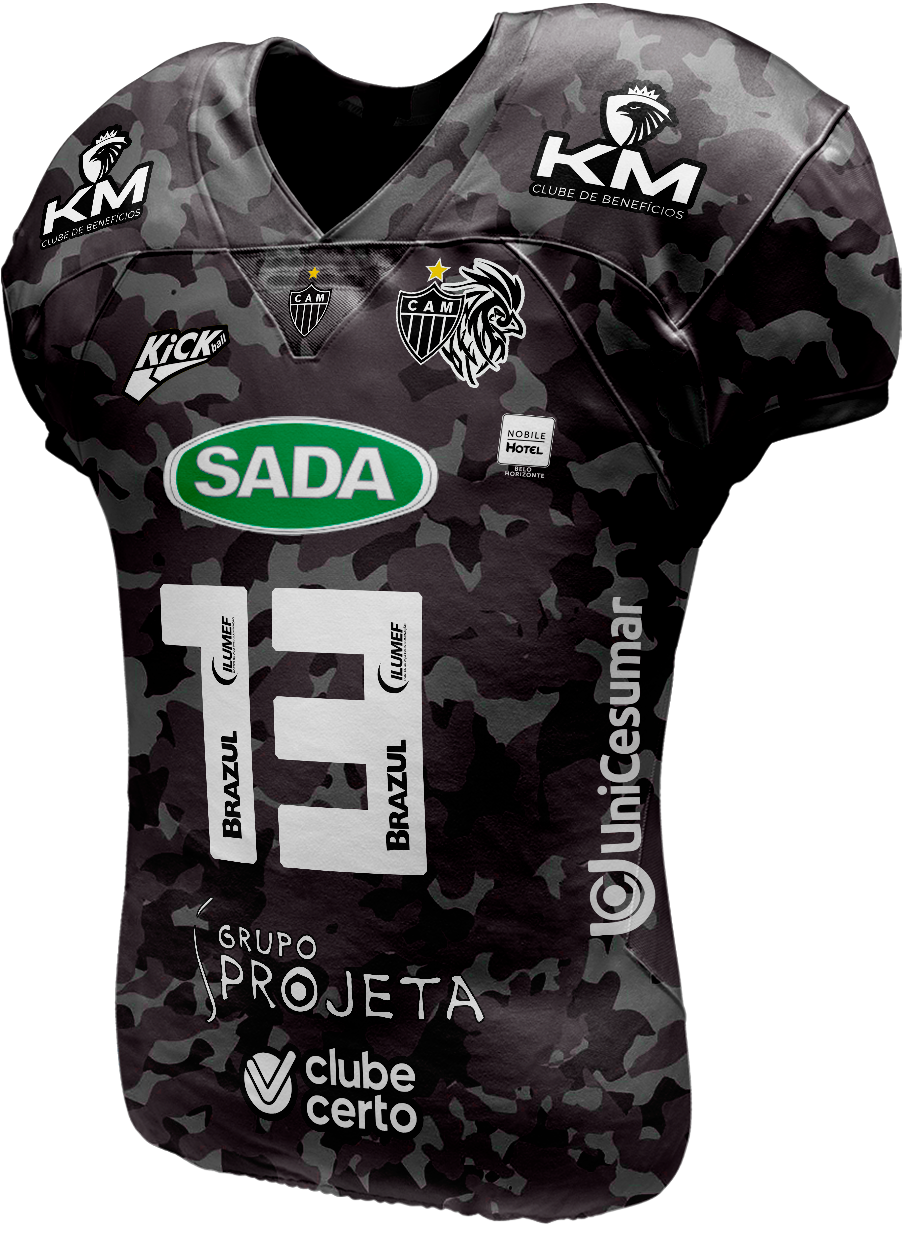 KM
CLUBE DE BENEFÍCIOS
KM
CLUBE DE BENEFÍCIOS
CAM
CAM
KiCK
ball
NOBILE
HOTEL
BELO
HORIZONTE
SADA
13
ILUMEF
ILUMEF
BRAZUL
BRAZUL
UniCesumar
GRUPO
PROJETA
clube
certo